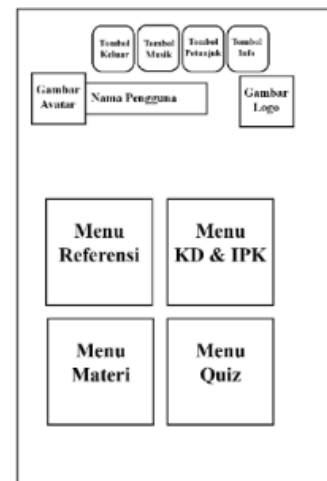 Tombol Keluar
Tombol Musik
Tombol Petunjuk
Tombol Info
Gambar Avatar
Nama Pengguna
Gambar Logo
Menu Referensi
Menu KD & IPK
Menu Materi
Menu Quiz